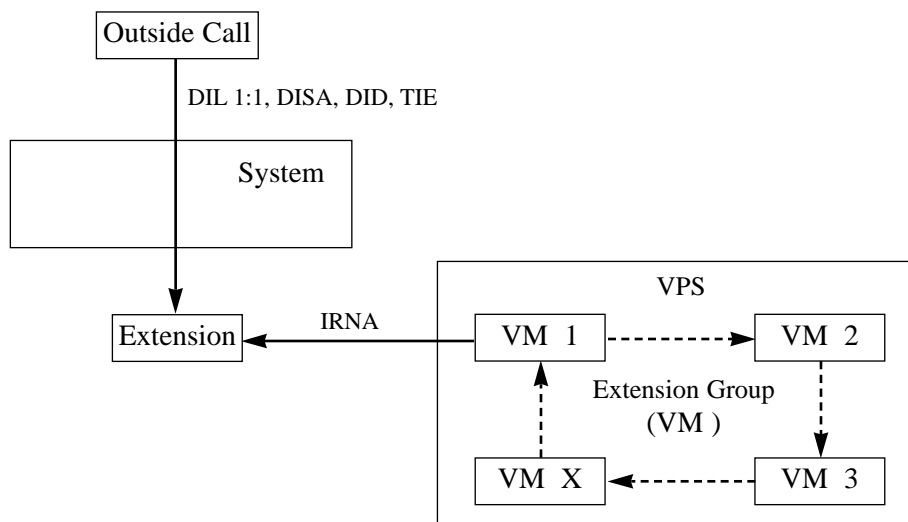 Outside Call
DIL 1:1, DISA, DID, TIE
System
VPS
Extension
IRNA
VM 1
VM 2
Extension Group
(VM )
VM X
VM 3